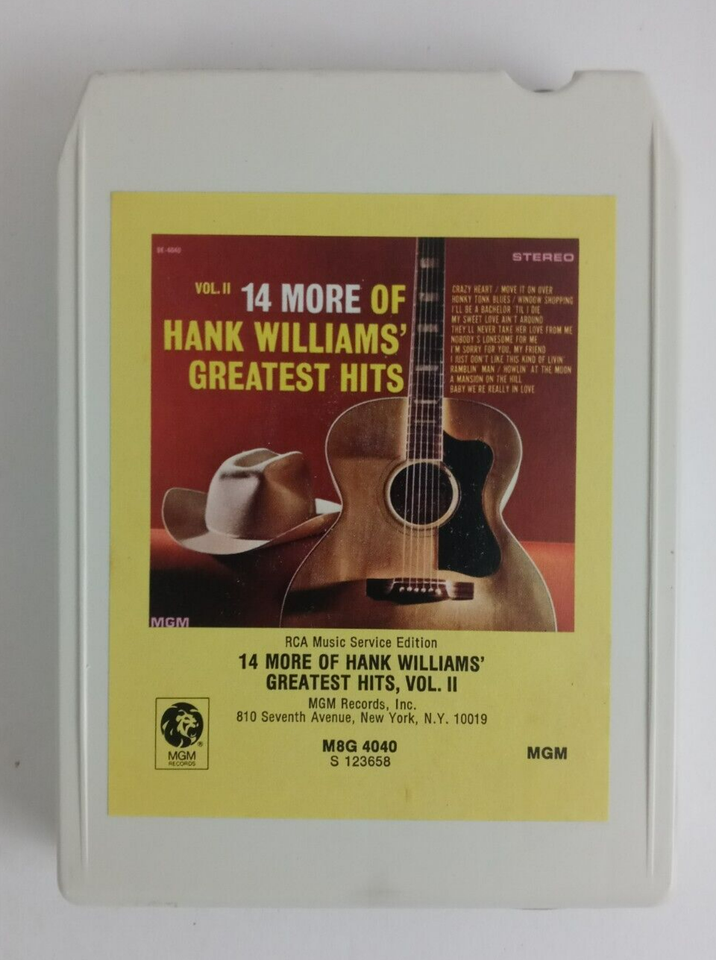 SE-4040
STEREO
VOL. II 14 MORE OF
HANK WILLIAMS'
GREATEST HITS
CRAZY HEART / MOVE IT ON OVER
HONKY TONK BLUES / WINDOW SHOPPING
I'LL BE A BACHELOR 'TIL I DIE
MY SWEET LOVE AIN'T AROUND
THEY'LL NEVER TAKE HER LOVE FROM ME
NOBODY'S LONESOME FOR ME
I'M SORRY FOR YOU, MY FRIEND
I JUST DON'T LIKE THIS KIND OF LIVIN'
RAMBLIN' MAN / HOWLIN' AT THE MOON
A MANSION ON THE HILL
BABY WE'RE REALLY IN LOVE
MGM
RCA Music Service Edition
14 MORE OF HANK WILLIAMS'
GREATEST HITS, VOL. II
MGM Records, Inc.
810 Seventh Avenue, New York, N.Y. 10019
M8G 4040
S 123658
®
MGM
RECORDS
MGM